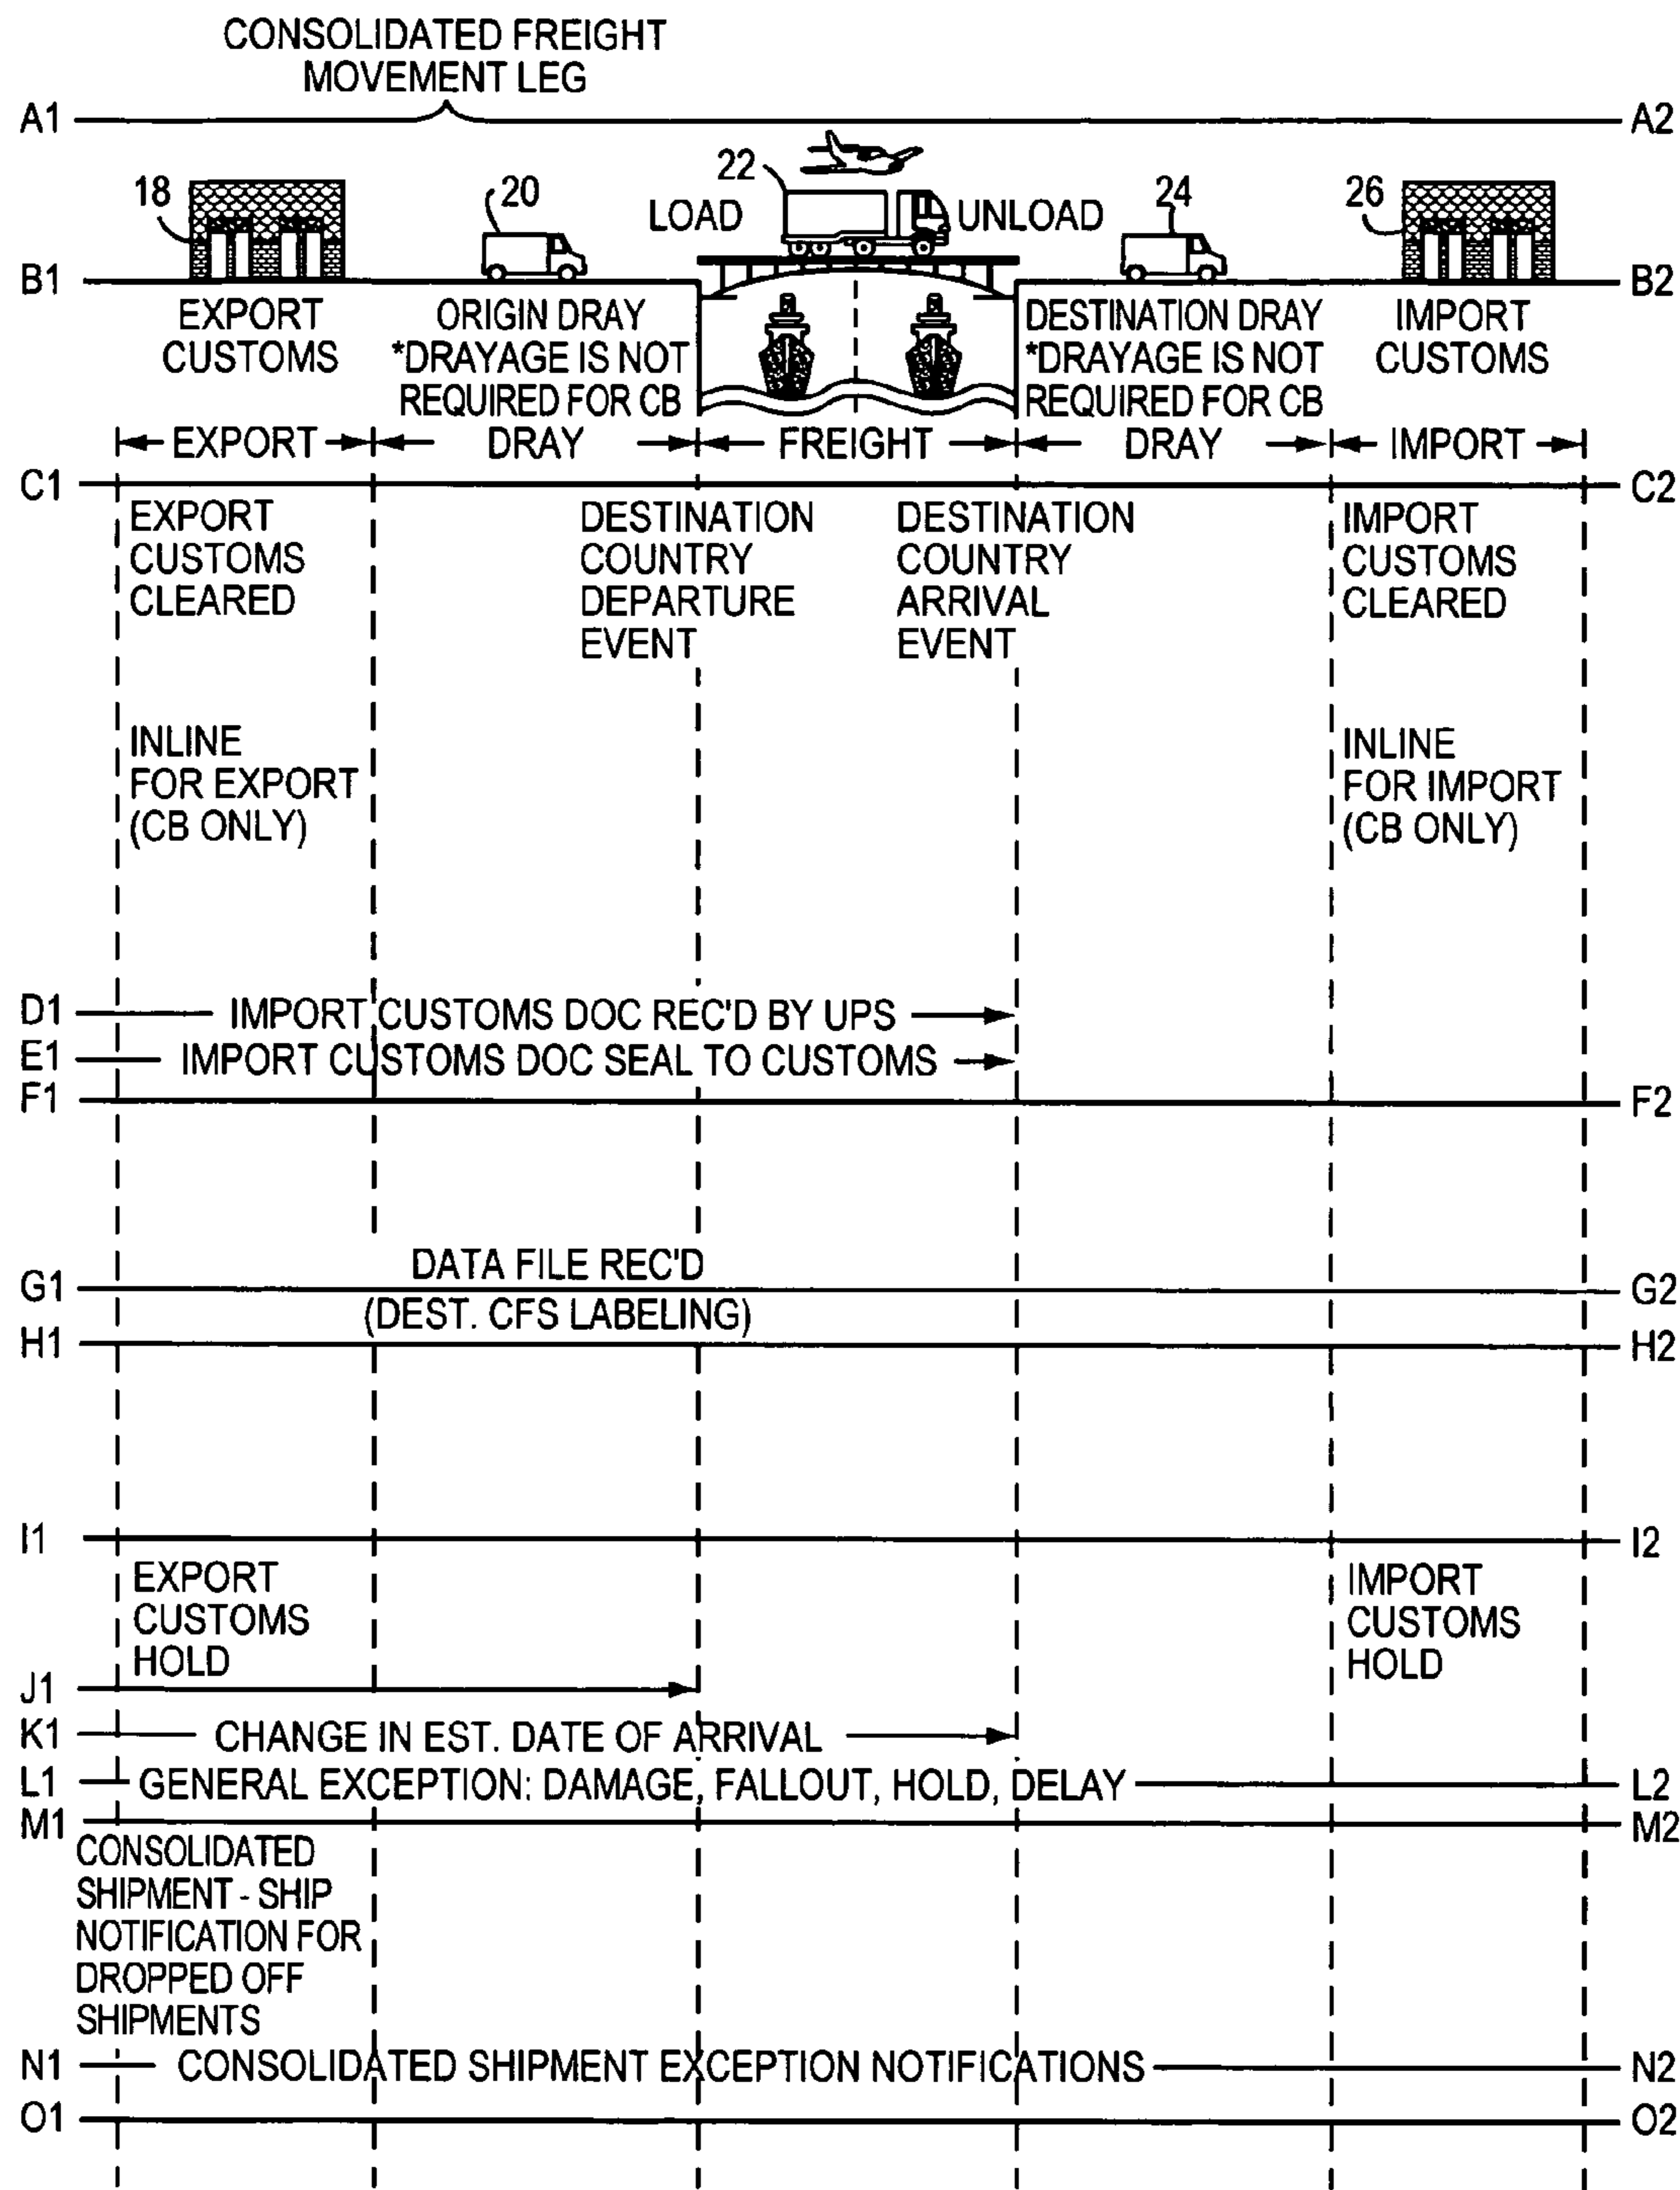 CONSOLIDATED FREIGHT
MOVEMENT LEG
A1
A2
18
20
22
LOAD
UNLOAD
24
26
B1
B2
EXPORT
CUSTOMS
ORIGIN DRAY
*DRAYAGE IS NOT
REQUIRED FOR CB
DESTINATION DRAY
*DRAYAGE IS NOT
REQUIRED FOR CB
IMPORT
CUSTOMS
EXPORT
DRAY
FREIGHT
DRAY
IMPORT
C1
C2
EXPORT
CUSTOMS
CLEARED
DESTINATION
COUNTRY
DEPARTURE
EVENT
DESTINATION
COUNTRY
ARRIVAL
EVENT
IMPORT
CUSTOMS
CLEARED
INLINE
FOR EXPORT
(CB ONLY)
INLINE
FOR IMPORT
(CB ONLY)
D1 IMPORT CUSTOMS DOC REC'D BY UPS
E1 IMPORT CUSTOMS DOC SEAL TO CUSTOMS
F1
F2
DATA FILE REC'D
G1
G2
(DEST. CFS LABELING)
H1
H2
I1
I2
EXPORT
CUSTOMS
HOLD
IMPORT
CUSTOMS
HOLD
J1
K1 CHANGE IN EST. DATE OF ARRIVAL
L1 GENERAL EXCEPTION: DAMAGE, FALLOUT, HOLD, DELAY L2
M1
M2
CONSOLIDATED
SHIPMENT - SHIP
NOTIFICATION FOR
DROPPED OFF
SHIPMENTS
N1 CONSOLIDATED SHIPMENT EXCEPTION NOTIFICATIONS N2
O1
O2